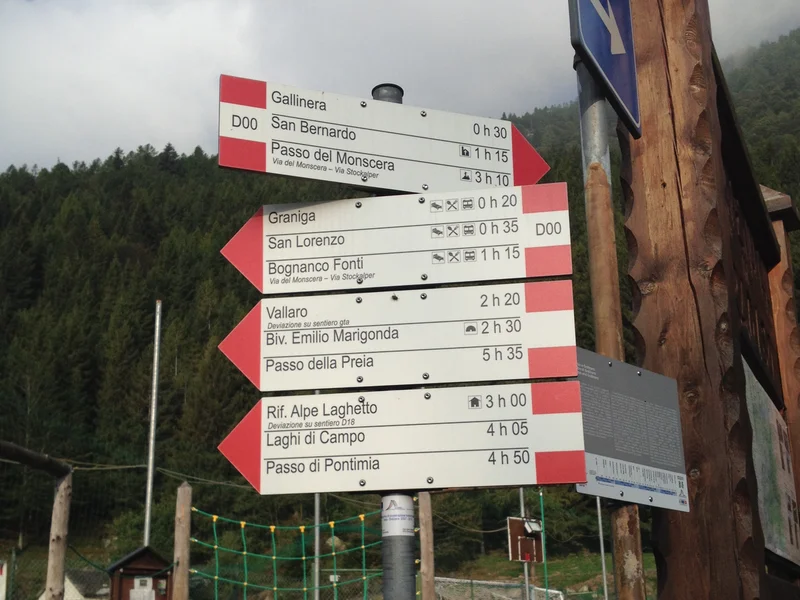 Gallinera 0 h 30
D00 San Bernardo 1 h 15
Passo del Monscera 3 h 10
Via del Monscera – Via Stockalper
Graniga 0 h 20
San Lorenzo 0 h 35 D00
Bognanco Fonti 1 h 15
Via del Monscera – Via Stockalper
Vallaro 2 h 20
Deviazione su sentiero gta
Biv. Emilio Marigonda 2 h 30
Passo della Preia 5 h 35
Rif. Alpe Laghetto 3 h 00
Deviazione su sentiero D18
Laghi di Campo 4 h 05
Passo di Pontimia 4 h 50